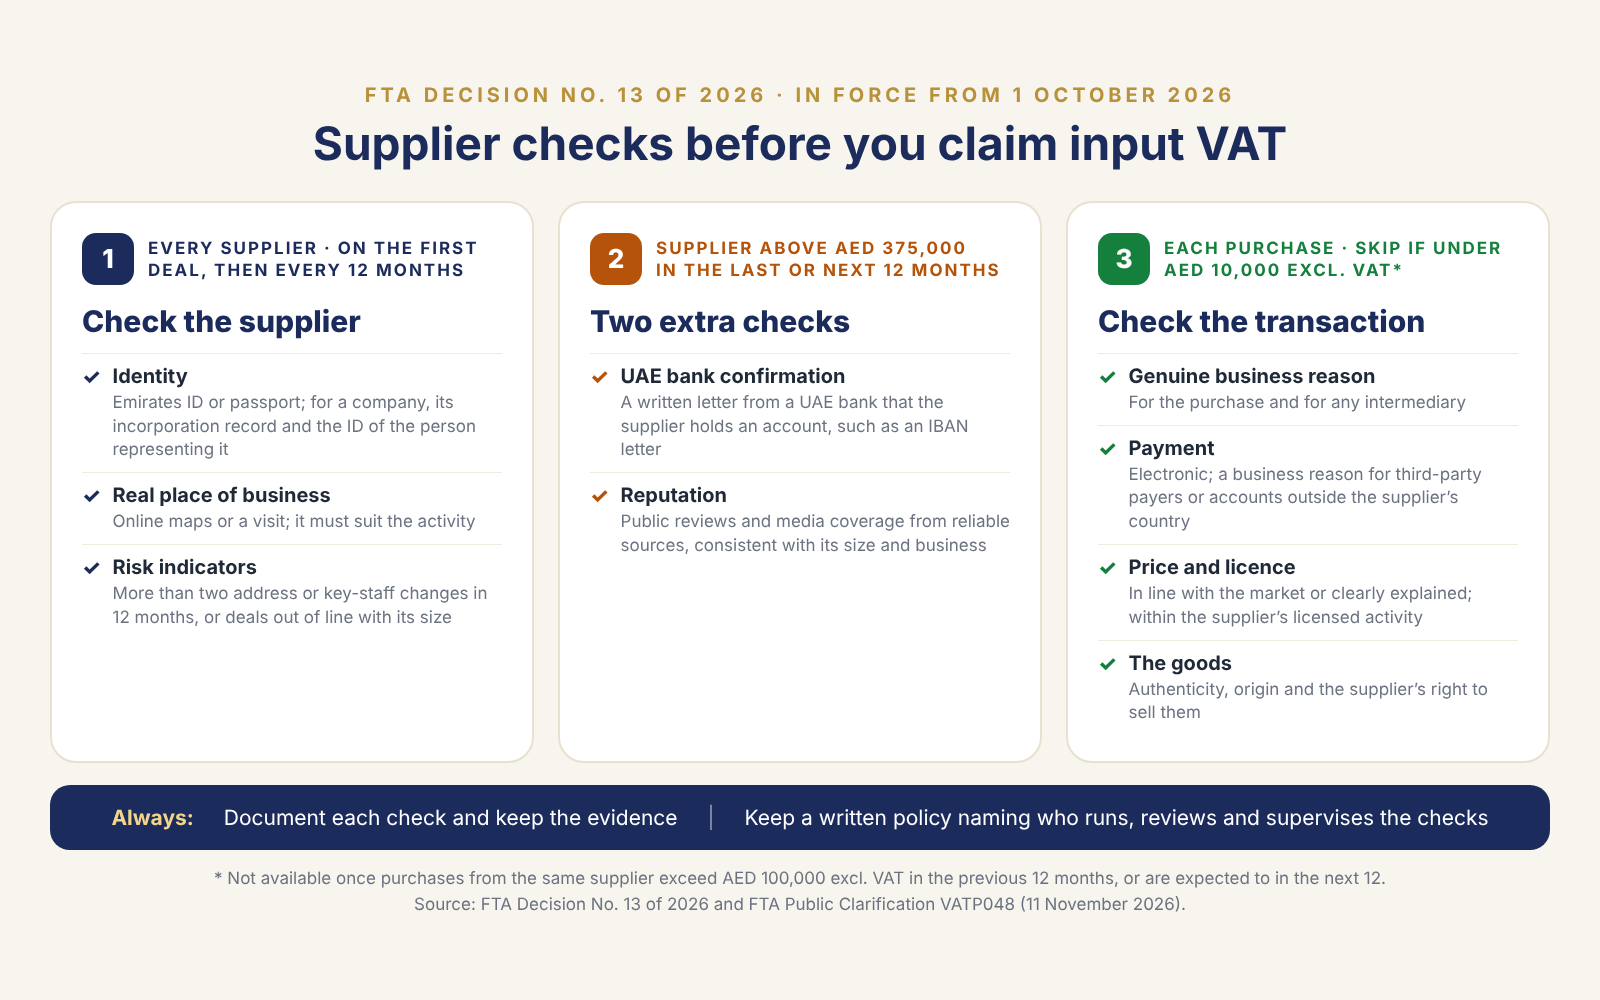 FTA DECISION NO. 13 OF 2026 · IN FORCE FROM 1 OCTOBER 2026
Supplier checks before you claim input VAT
1
EVERY SUPPLIER · ON THE FIRST
DEAL, THEN EVERY 12 MONTHS
Check the supplier
✓ Identity
Emirates ID or passport; for a company, its
incorporation record and the ID of the person
representing it
✓ Real place of business
Online maps or a visit; it must suit the activity
✓ Risk indicators
More than two address or key-staff changes in
12 months, or deals out of line with its size
2
SUPPLIER ABOVE AED 375,000
IN THE LAST OR NEXT 12 MONTHS
Two extra checks
✓ UAE bank confirmation
A written letter from a UAE bank that the
supplier holds an account, such as an IBAN
letter
✓ Reputation
Public reviews and media coverage from reliable
sources, consistent with its size and business
3
EACH PURCHASE · SKIP IF UNDER
AED 10,000 EXCL. VAT*
Check the transaction
✓ Genuine business reason
For the purchase and for any intermediary
✓ Payment
Electronic; a business reason for third-party
payers or accounts outside the supplier’s
country
✓ Price and licence
In line with the market or clearly explained;
within the supplier’s licensed activity
✓ The goods
Authenticity, origin and the supplier’s right to
sell them
Always: Document each check and keep the evidence | Keep a written policy naming who runs, reviews and supervises the checks
* Not available once purchases from the same supplier exceed AED 100,000 excl. VAT in the previous 12 months, or are expected to in the next 12.
Source: FTA Decision No. 13 of 2026 and FTA Public Clarification VATP048 (11 November 2026).